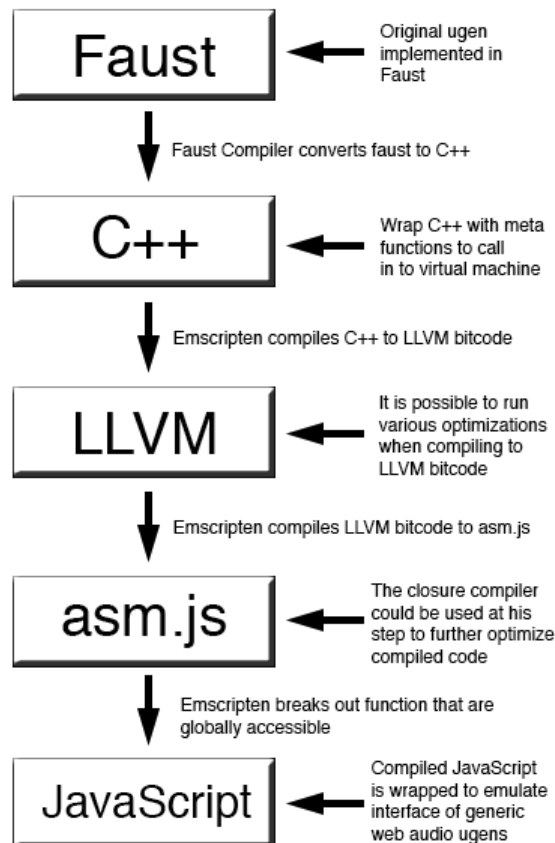 Faust
Original ugen
implemented in
Faust
Faust Compiler converts faust to C++
C++
Wrap C++ with meta
functions to call
in to virtual machine
Emscripten compiles C++ to LLVM bitcode
LLVM
It is possible to run
various optimizations
when compiling to
LLVM bitcode
Emscripten compiles LLVM bitcode to asm.js
asm.js
The closure compiler
could be used at his
step to further optimize
compiled code
Emscripten breaks out function that are
globally accessible
JavaScript
Compiled JavaScript
is wrapped to emulate
interface of generic
web audio ugens